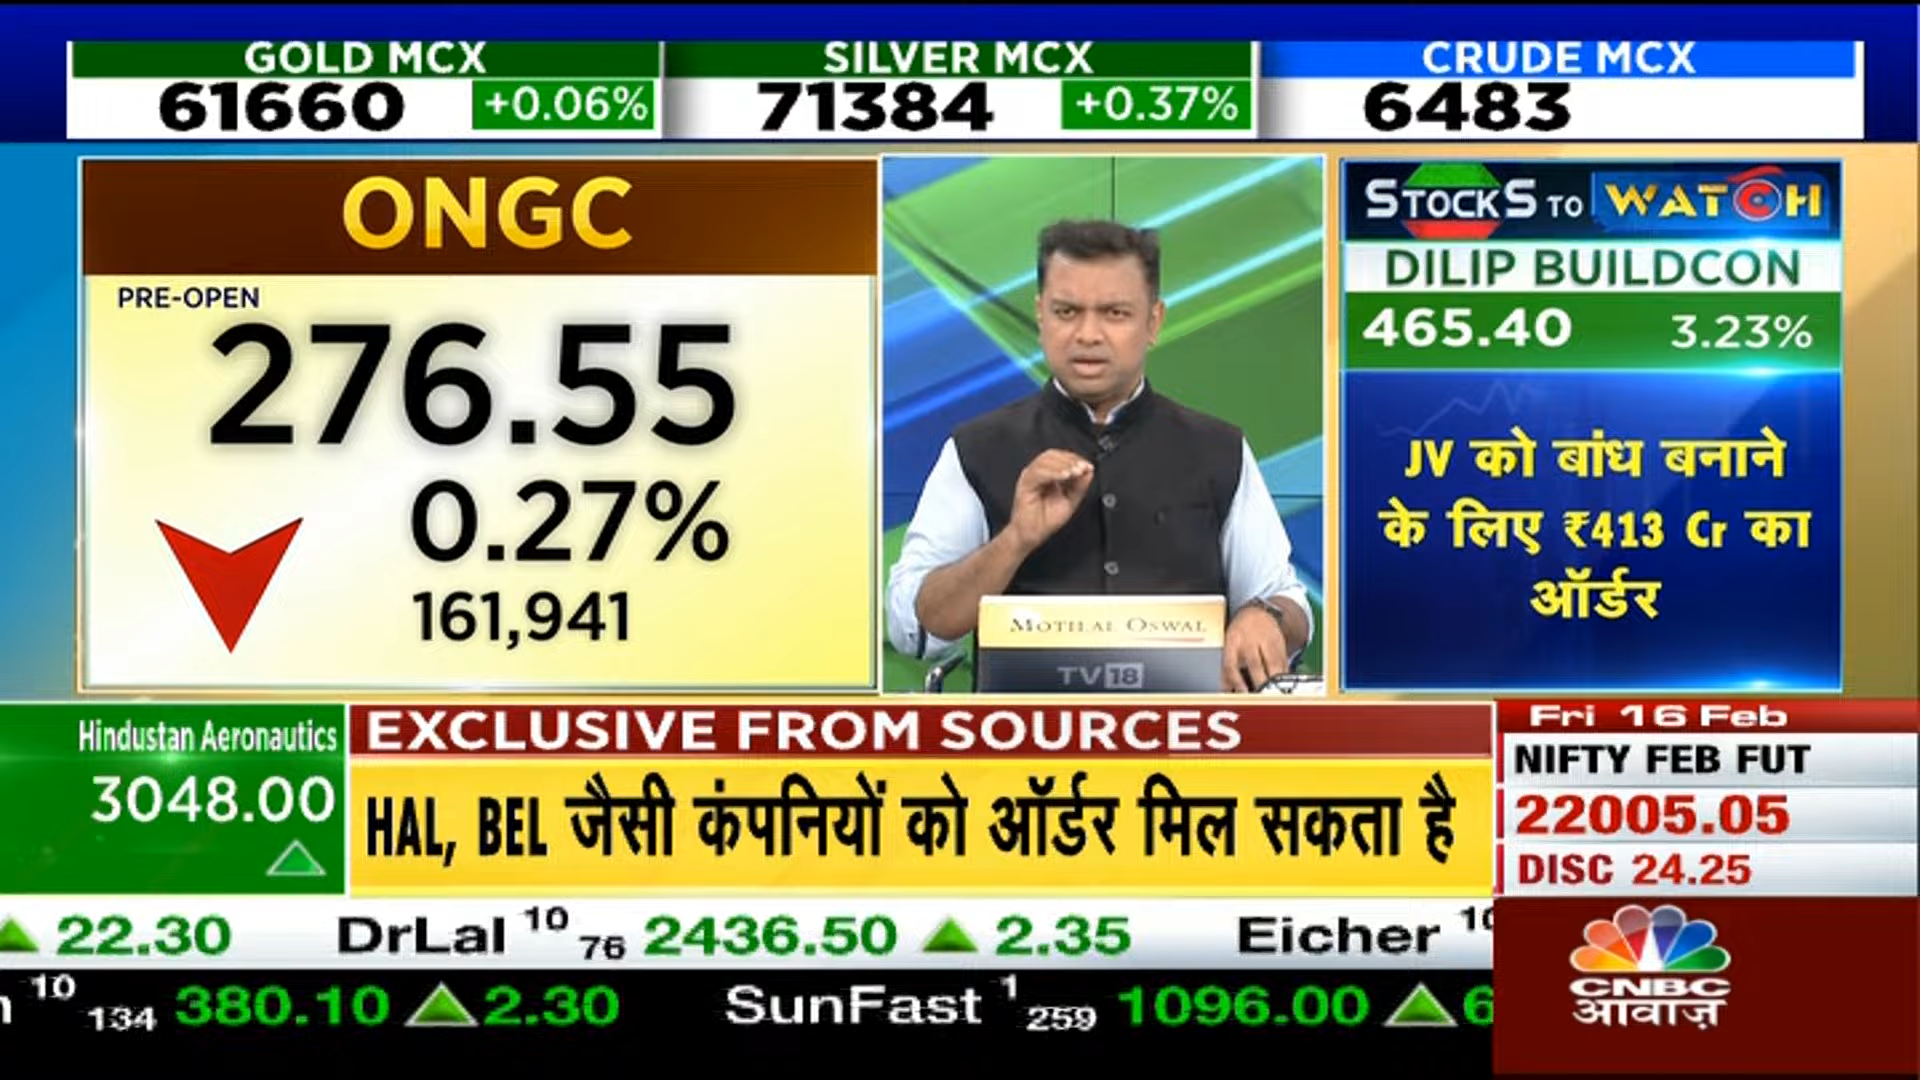 GOLD MCX
61660 +0.06%
SILVER MCX
71384 +0.37%
CRUDE MCX
6483
ONGC
PRE-OPEN
276.55
0.27%
161,941
MOTILAL OSWAL
TV18
STOCKS TO WATCH
DILIP BUILDCON
465.40 3.23%
JV को बांध बनाने
के लिए ₹413 Cr का
ऑर्डर
Hindustan Aeronautics
3048.00
EXCLUSIVE FROM SOURCES
HAL, BEL जैसी कंपनियों को ऑर्डर मिल सकता है
Fri 16 Feb
NIFTY FEB FUT
22005.05
DISC 24.25
22.30 DrLal 10 76 2436.50 2.35 Eicher
10 134 380.10 2.30 SunFast 1 259 1096.00 6
CNBC
आवाज़